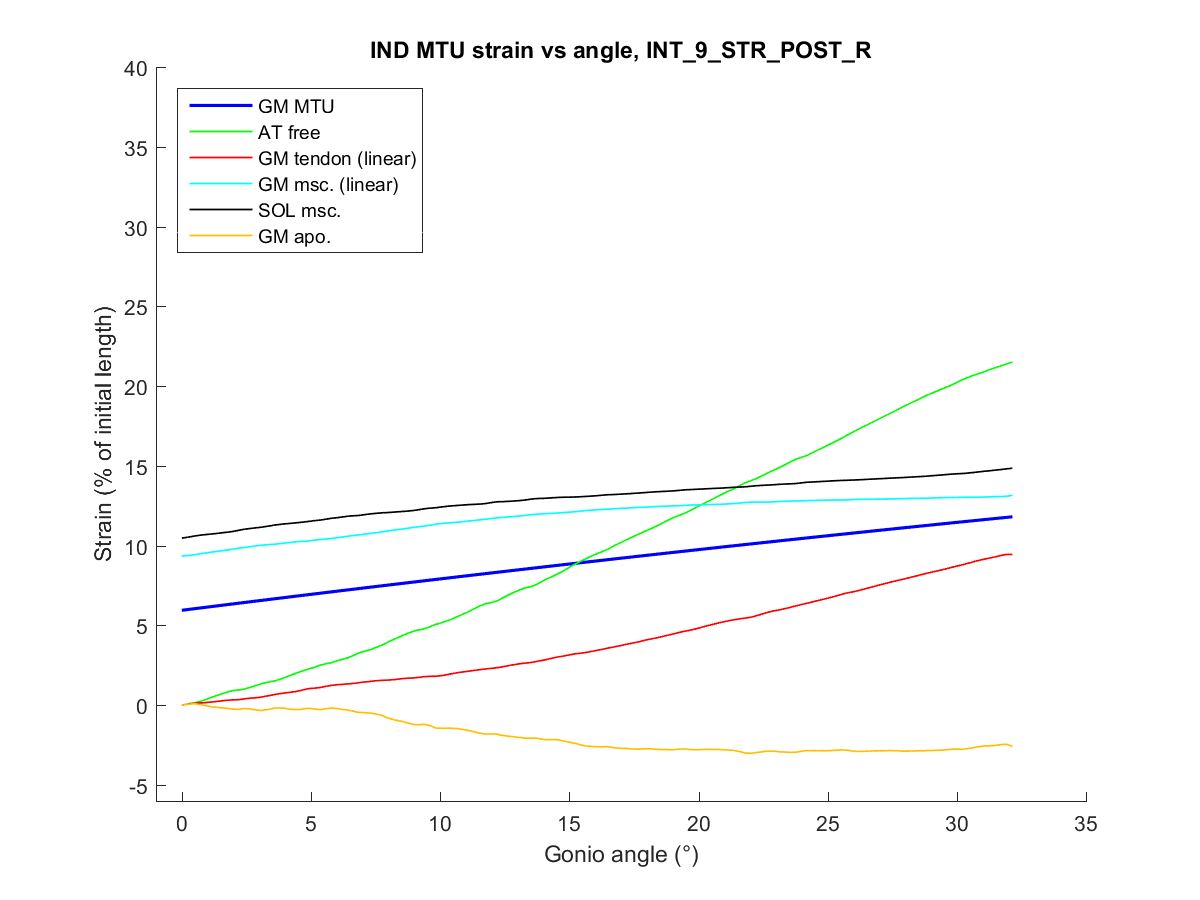 IND MTU strain vs angle, INT_9_STR_POST_R
40
35
30
25
20
15
10
5
0
-5
Strain (% of initial length)
GM MTU
AT free
GM tendon (linear)
GM msc. (linear)
SOL msc.
GM apo.
0 5 10 15 20 25 30 35
Gonio angle (°)